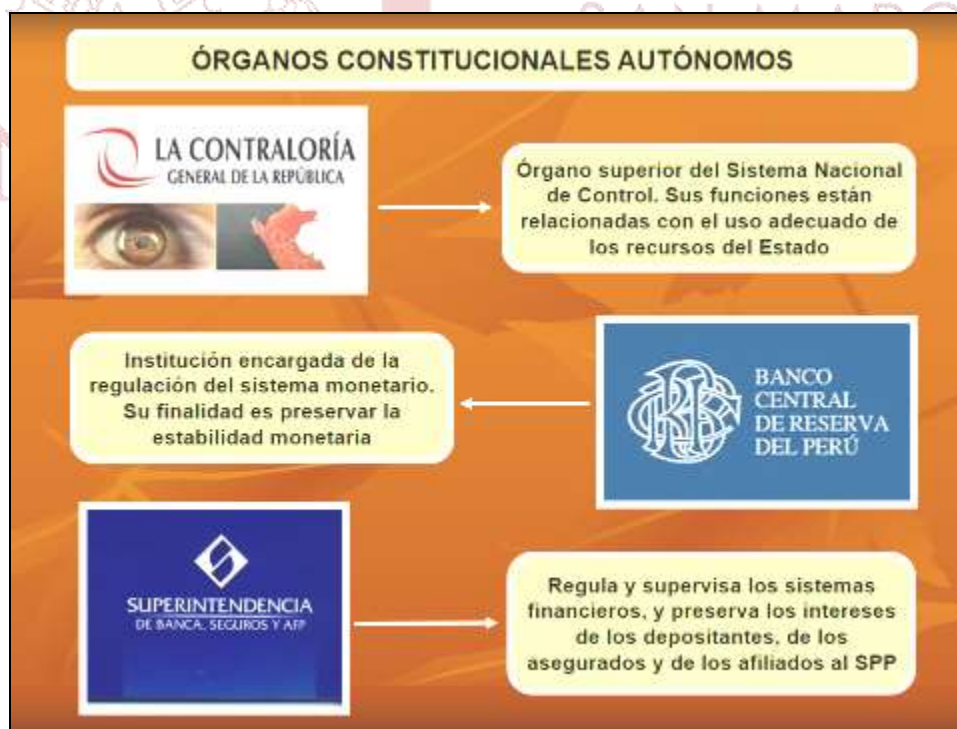 SAN MARCO
ÓRGANOS CONSTITUCIONALES AUTÓNOMOS
LA CONTRALORÍA
GENERAL DE LA REPÚBLICA
Órgano superior del Sistema Nacional
de Control. Sus funciones están
relacionadas con el uso adecuado de
los recursos del Estado
Institución encargada de la
regulación del sistema monetario.
Su finalidad es preservar la
estabilidad monetaria
BANCO
CENTRAL
DE RESERVA
DEL PERÚ
SUPERINTENDENCIA
DE BANCA, SEGUROS Y AFP
Regula y supervisa los sistemas
financieros, y preserva los intereses
de los depositantes, de los
asegurados y de los afiliados al SPP